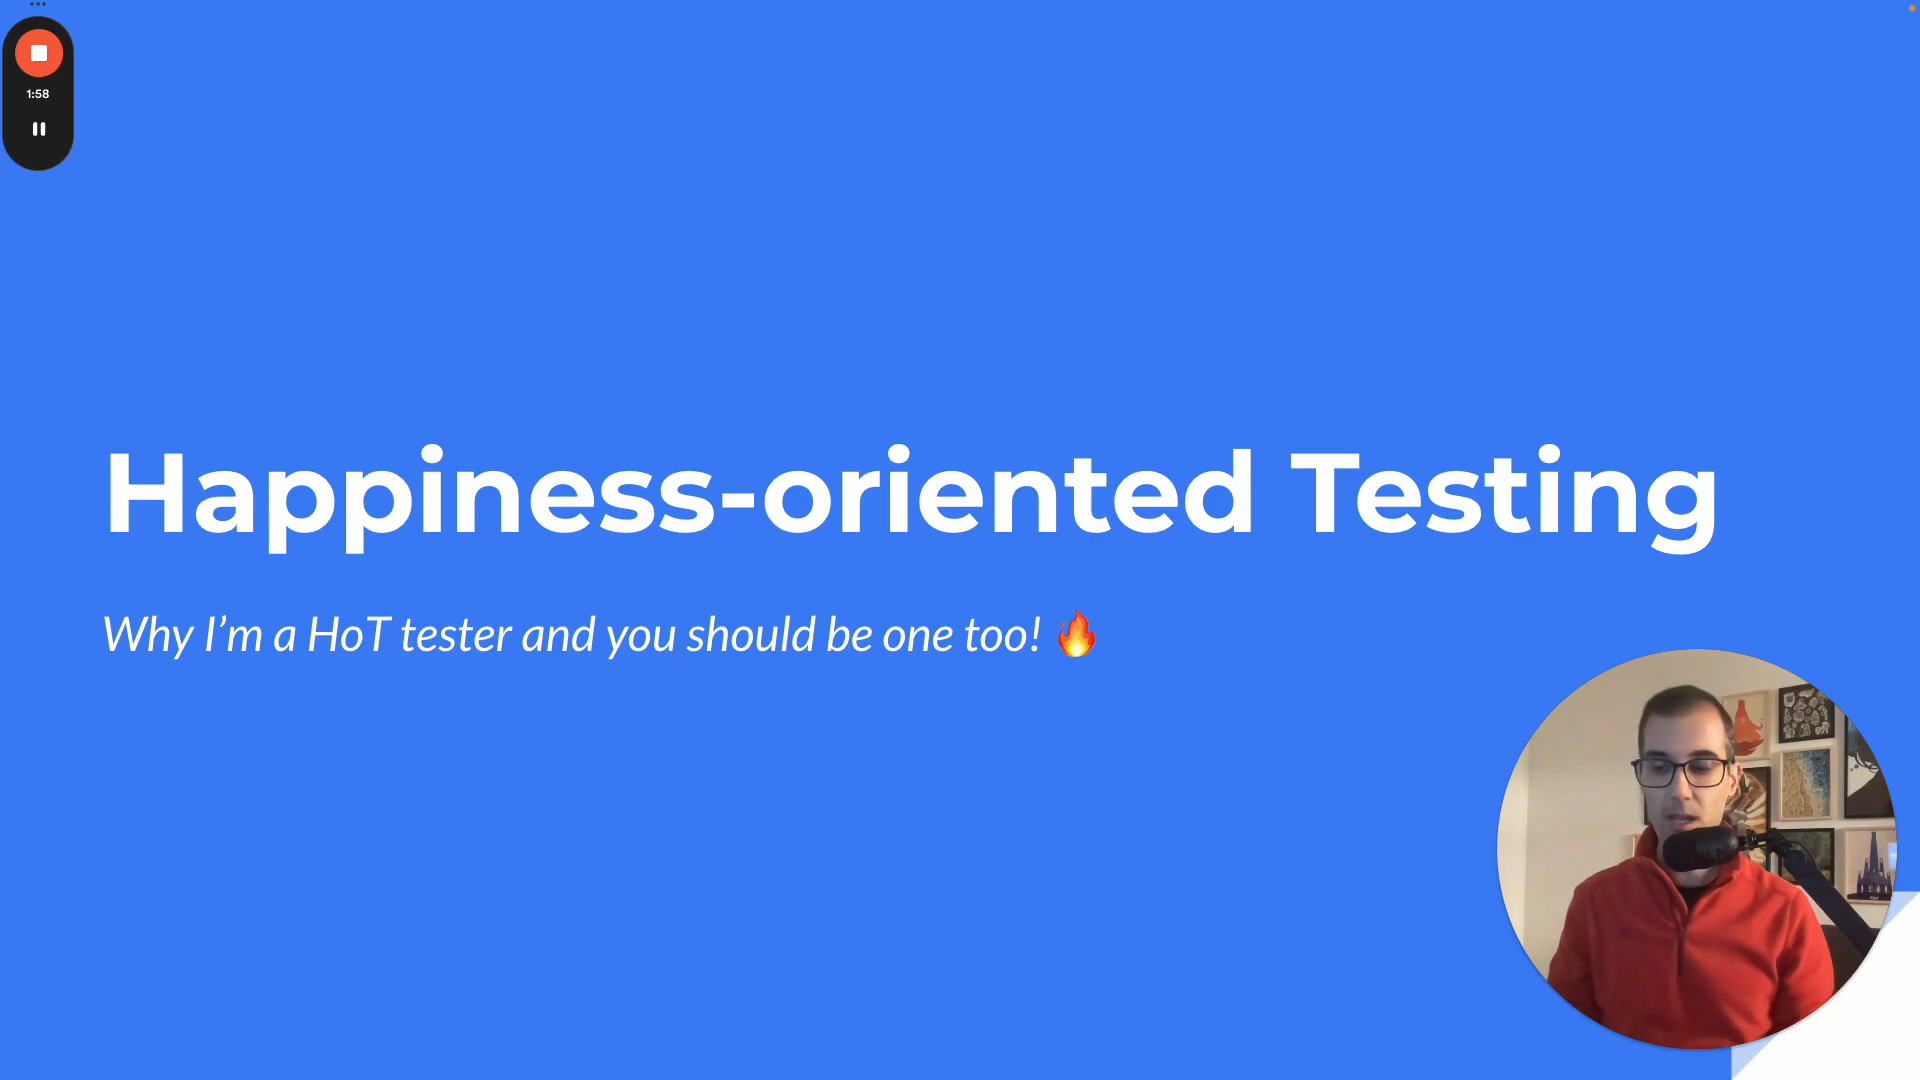 1:58
Happiness-oriented Testing
Why I’m a HoT tester and you should be one too! 🔥